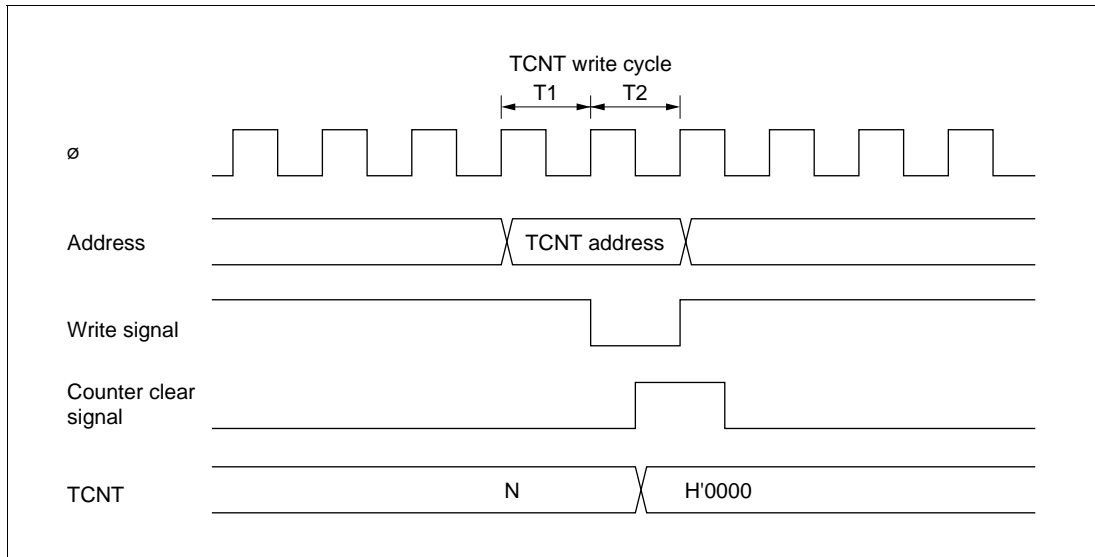 TCNT write cycle
T1 T2
ø
Address TCNT address
Write signal
Counter clear
signal
TCNT N H'0000